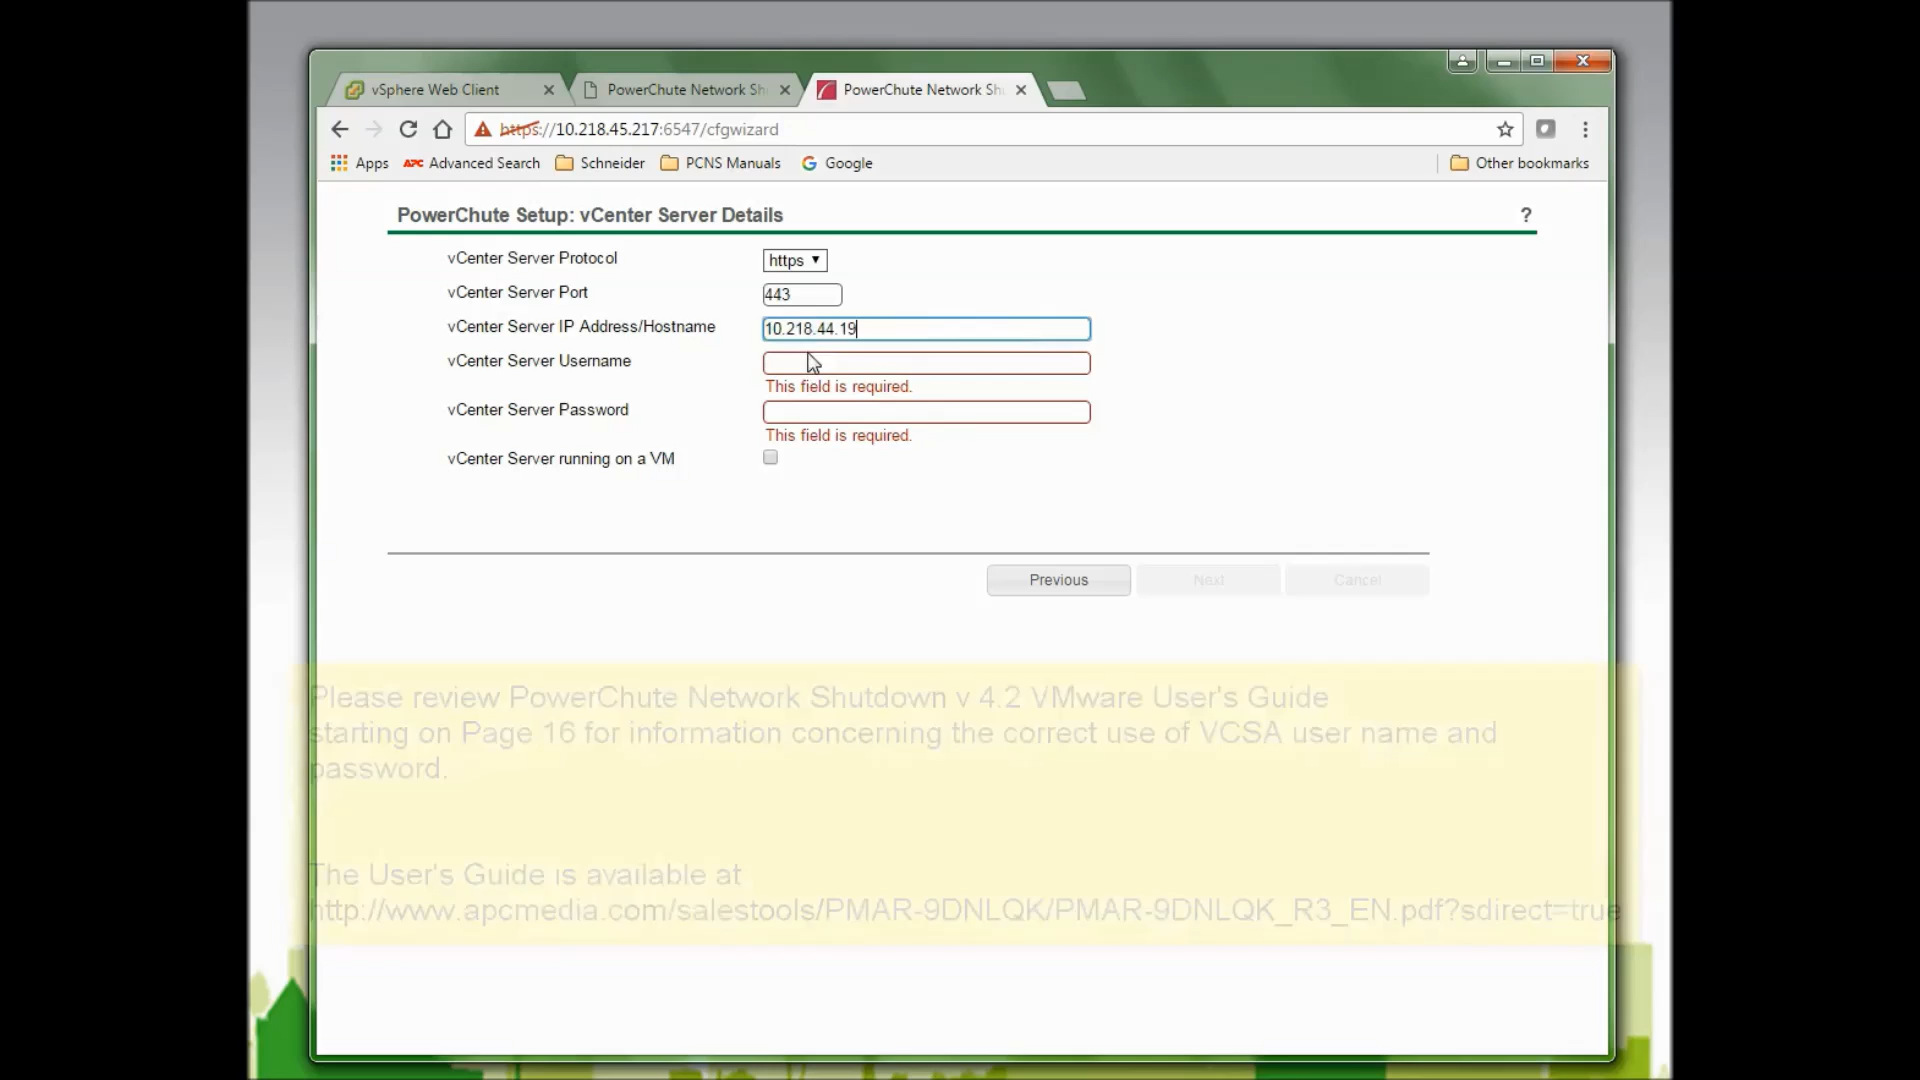 vSphere Web Client
PowerChute Network Sh
PowerChute Network Sh
https://10.218.45.217:6547/cfgwizard
Apps
APC Advanced Search
Schneider
PCNS Manuals
Google
Other bookmarks
PowerChute Setup: vCenter Server Details
?
vCenter Server Protocol
https
vCenter Server Port
443
vCenter Server IP Address/Hostname
10.218.44.19
vCenter Server Username
This field is required.
vCenter Server Password
This field is required.
vCenter Server running on a VM
Previous
Next
Cancel
Please review PowerChute Network Shutdown v 4.2 VMware User's Guide
starting on Page 16 for information concerning the correct use of VCSA user name and
password.
The User's Guide is available at
http://www.apcmedia.com/salestools/PMAR-9DNLQK/PMAR-9DNLQK_R3_EN.pdf?sdirect=true